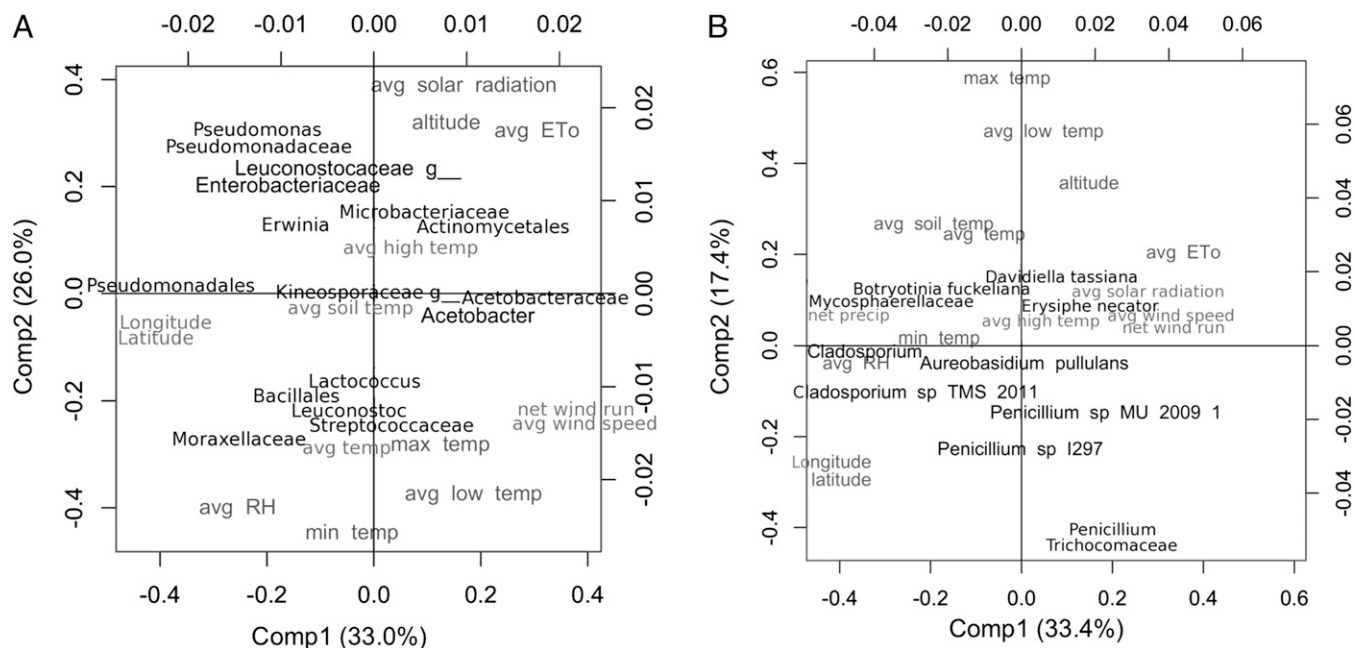 A
-0.02 0.00 0.02
0.4
avg solar radiation
0.02
altitude
avg ETo
Pseudomonas
Pseudomonadaceae
Leuconostocaceae g__
0.2
Enterobacteriaceae
0.01
Microbacteriaceae
Erwinia
Actinomycetales
avg high temp
Pseudomonadales
0.0
Kineosporaceae g__
Acetobacteraceae
0.00
avg soil temp
Acetobacter
Longitude
Latitude
Comp2 (26.0%)
Lactococcus
-0.01
Bacillales
-0.2
Leuconostoc
net wind run
Streptococcaceae
avg wind speed
Moraxellaceae
avg temp
max temp
-0.02
avg low temp
-0.4
avg RH
min temp
-0.4 -0.2 0.0 0.2 0.4
Comp1 (33.0%)
B
-0.04 -0.02 0.00 0.02 0.04 0.06
0.6
max temp
0.06
avg low temp
0.4
altitude
0.04
avg soil temp
avg temp
0.2
avg ETo
0.02
Davidiella tassiana
Botryotinia fuckeliana
avg solar radiation
Mycosphaerellaceae
Erysiphe necator
net precip
avg high temp
avg wind speed
net wind run
min temp
0.0
0.00
Cladosporium
avg RH
Aureobasidium pullulans
Cladosporium sp TMS 2011
Penicillium sp MU 2009 1
-0.02
Comp2 (17.4%)
-0.2
Penicillium sp I297
Longitude
latitude
-0.04
-0.4
Penicillium
Trichocomaceae
-0.4 -0.2 0.0 0.2 0.4 0.6
Comp1 (33.4%)